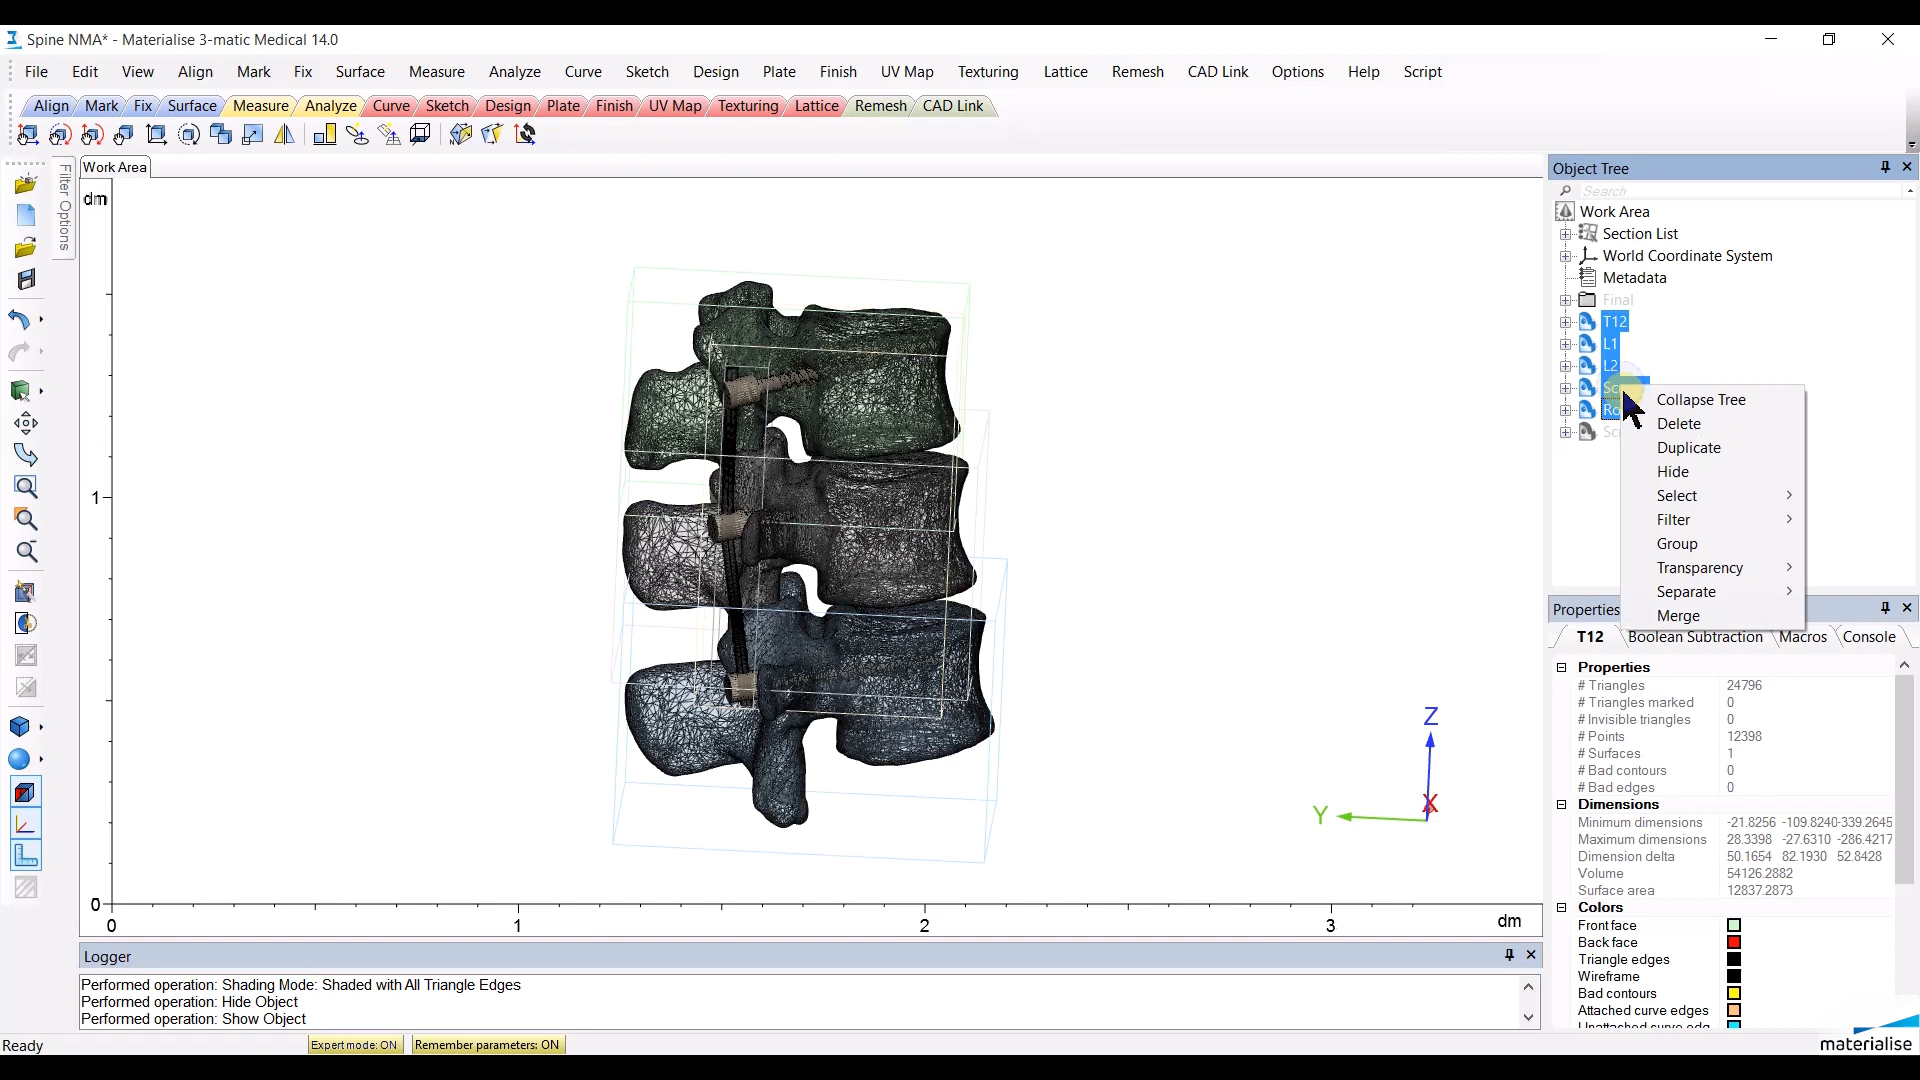 Spine NMA* - Materialise 3-matic Medical 14.0
File Edit View Align Mark Fix Surface Measure Analyze Curve Sketch Design Plate Finish UV Map Texturing Lattice Remesh CAD Link Options Help Script
Align Mark Fix Surface Measure Analyze Curve Sketch Design Plate Finish UV Map Texturing Lattice Remesh CAD Link
Filter Options
Work Area
dm
1
0
0 1 2 3 dm
Z
Y X
Object Tree
Search
Work Area
Section List
World Coordinate System
Metadata
Final
T12
L1
L2
Collapse Tree
Delete
Duplicate
Hide
Select
Filter
Group
Transparency
Separate
Merge
Properties
T12 Boolean Subtraction Macros Console
Properties
# Triangles 24796
# Triangles marked 0
# Invisible triangles 0
# Points 12398
# Surfaces 1
# Bad contours 0
# Bad edges 0
Dimensions
Minimum dimensions -21.8256 -109.8240-339.2645
Maximum dimensions 28.3398 -27.6310 -286.4217
Dimension delta 50.1654 82.1930 52.8428
Volume 54126.2882
Surface area 12837.2873
Colors
Front face
Back face
Triangle edges
Wireframe
Bad contours
Attached curve edges
Logger
Performed operation: Shading Mode: Shaded with All Triangle Edges
Performed operation: Hide Object
Performed operation: Show Object
Ready Expert mode: ON Remember parameters: ON
materialise